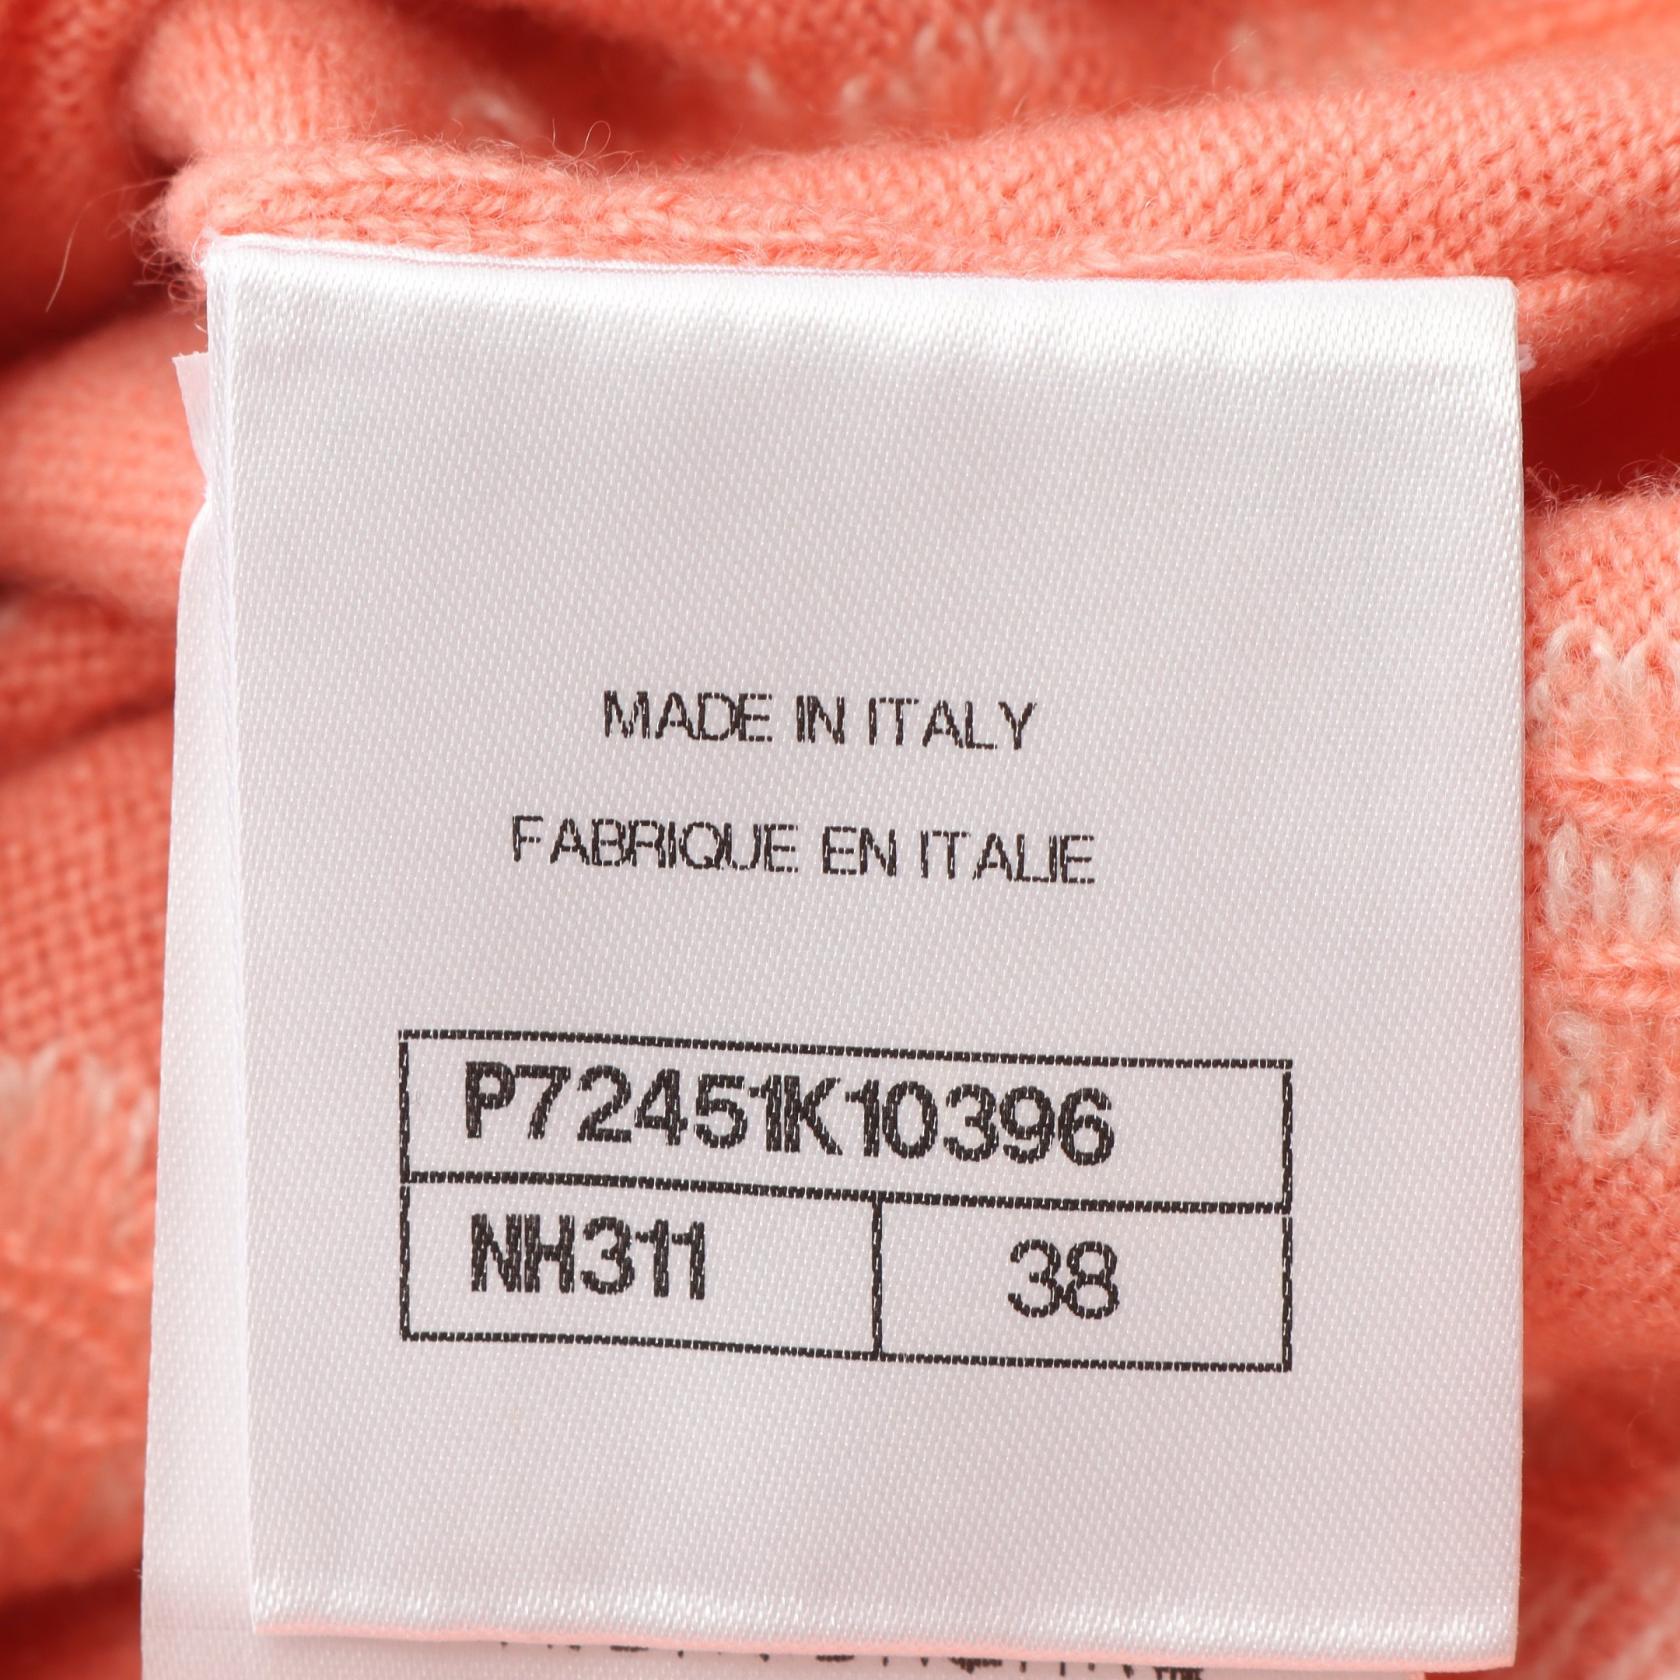 MADE IN ITALY
FABRIQUE EN ITALIE
P72451K10396
NH311 38